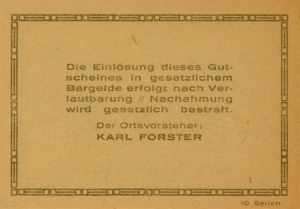 Die Einlösung dieses Gut-
scheines in gesetzlichem
Bargelde erfolgt nach Ver-
lautbarung // Nachahmung
wird gesetzlich bestraft.
Der Ortsvorsteher:
KARL FORSTER
10 Serien